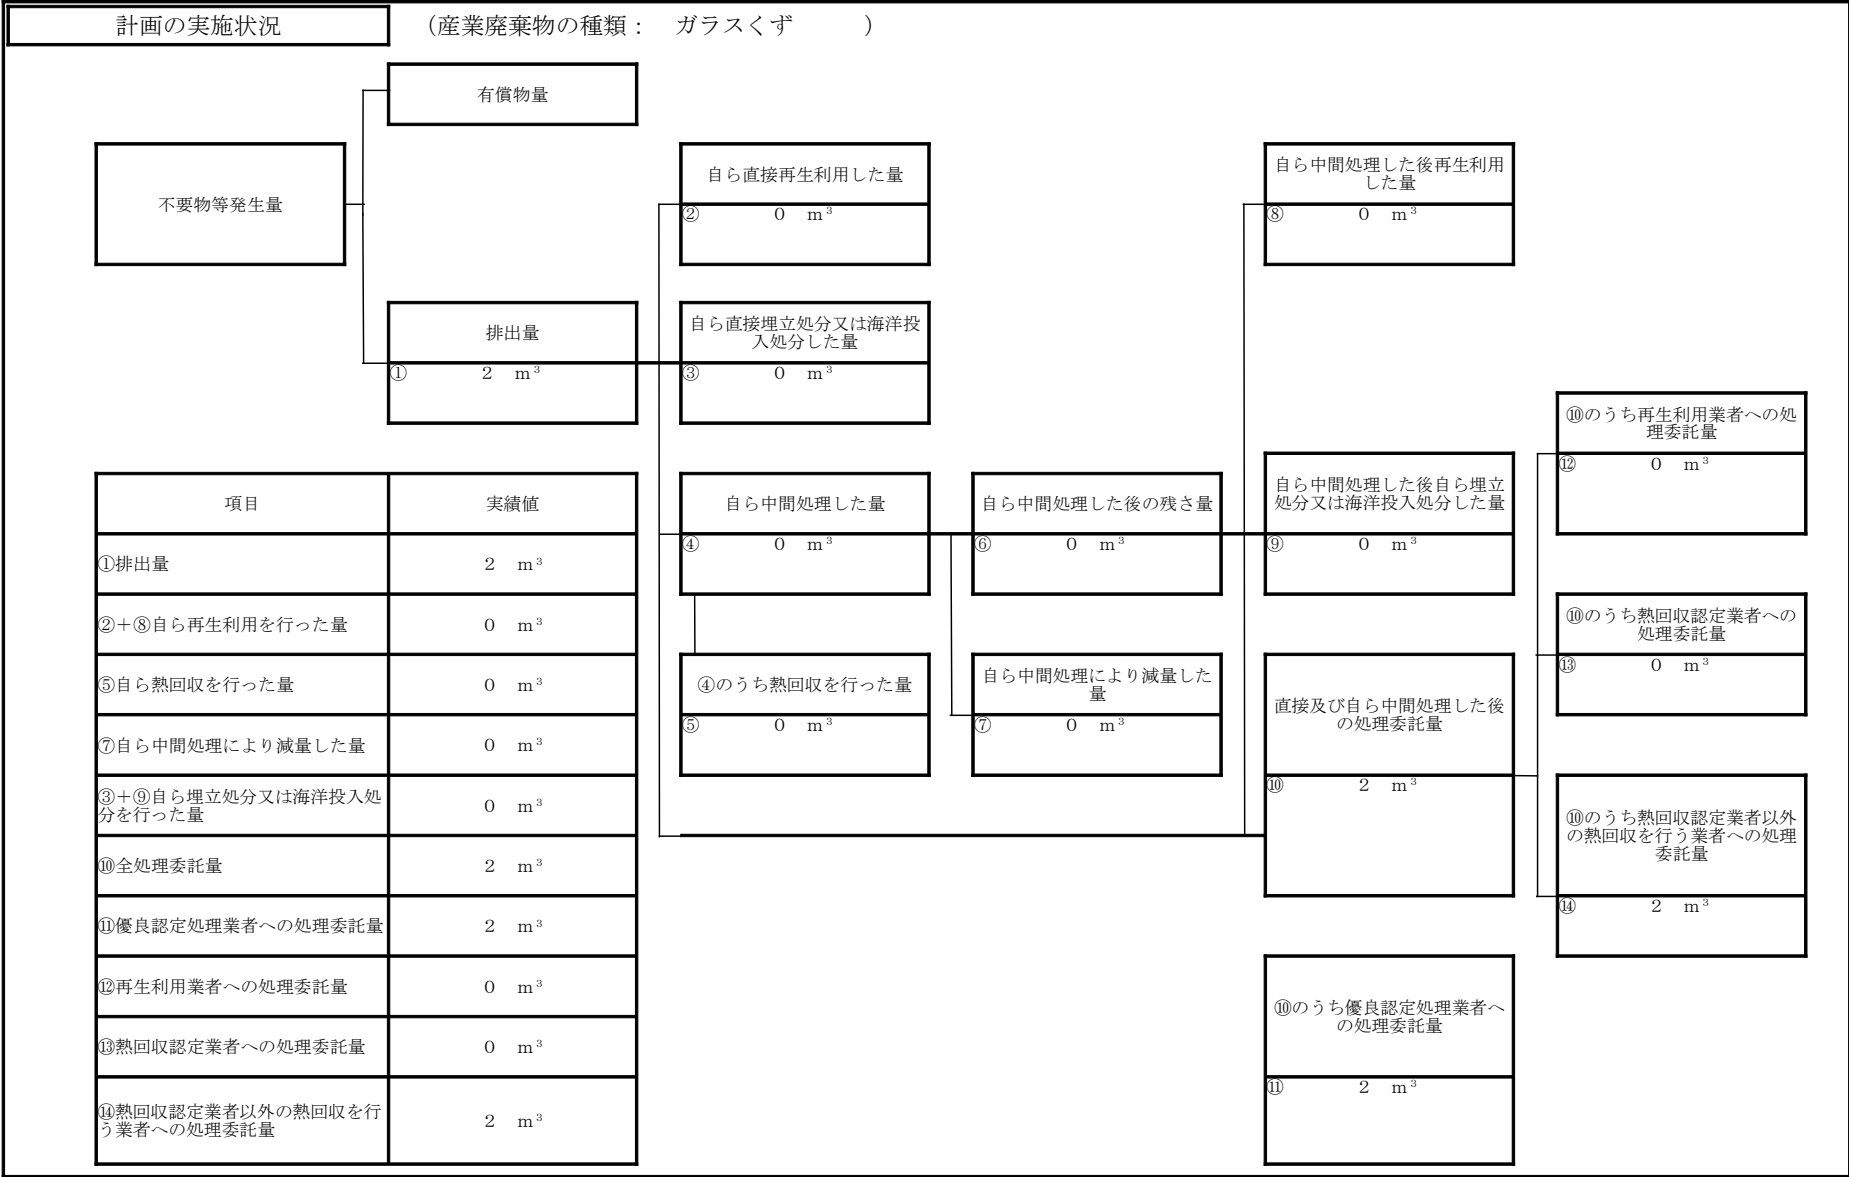 計画の実施状況
（産業廃棄物の種類： ガラスくず ）
有償物量
不要物等発生量
自ら直接再生利用した量
② 0 m³
自ら中間処理した後再生利用
した量
⑧ 0 m³
排出量
① 2 m³
自ら直接埋立処分又は海洋投
入処分した量
③ 0 m³
⑩のうち再生利用業者への処
理委託量
⑫ 0 m³
自ら中間処理した量
④ 0 m³
自ら中間処理した後の残さ量
⑥ 0 m³
自ら中間処理した後自ら埋立
処分又は海洋投入処分した量
⑨ 0 m³
⑩のうち熱回収認定業者への
処理委託量
⑬ 0 m³
④のうち熱回収を行った量
⑤ 0 m³
自ら中間処理により減量した
量
⑦ 0 m³
直接及び自ら中間処理した後
の処理委託量
⑩ 2 m³
⑩のうち熱回収認定業者以外
の熱回収を行う業者への処理
委託量
⑭ 2 m³
⑩のうち優良認定処理業者へ
の処理委託量
⑪ 2 m³
項目 実績値
①排出量 2 m³
②＋⑧自ら再生利用を行った量 0 m³
⑤自ら熱回収を行った量 0 m³
⑦自ら中間処理により減量した量 0 m³
③＋⑨自ら埋立処分又は海洋投入処
分を行った量 0 m³
⑩全処理委託量 2 m³
⑪優良認定処理業者への処理委託量 2 m³
⑫再生利用業者への処理委託量 0 m³
⑬熱回収認定業者への処理委託量 0 m³
⑭熱回収認定業者以外の熱回収を行
う業者への処理委託量 2 m³